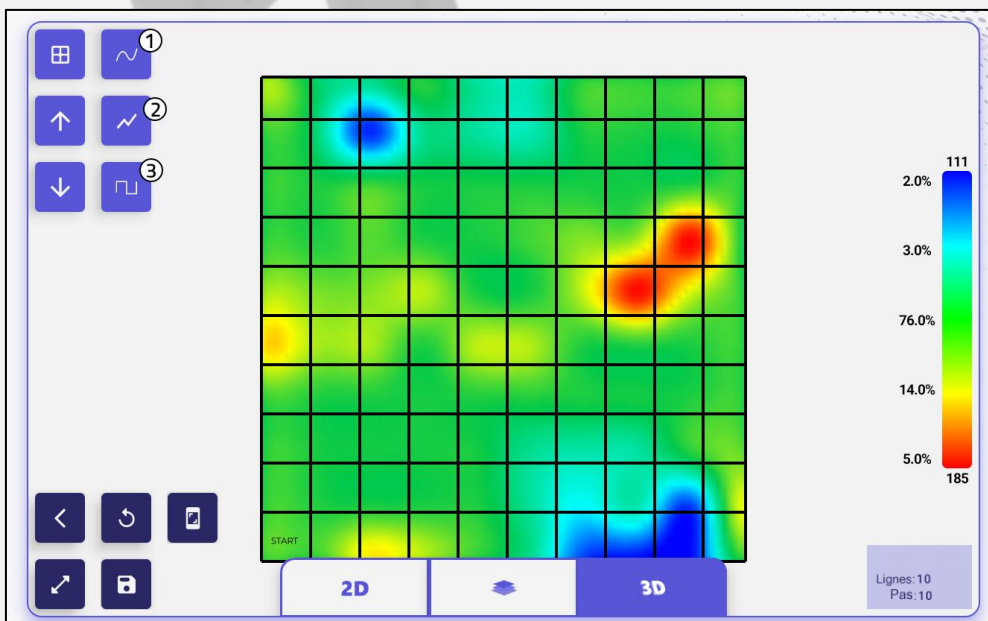 ①
②
③
111
2.0%
3.0%
76.0%
14.0%
5.0%
185
START
2D
3D
Lignes:10
Pas:10